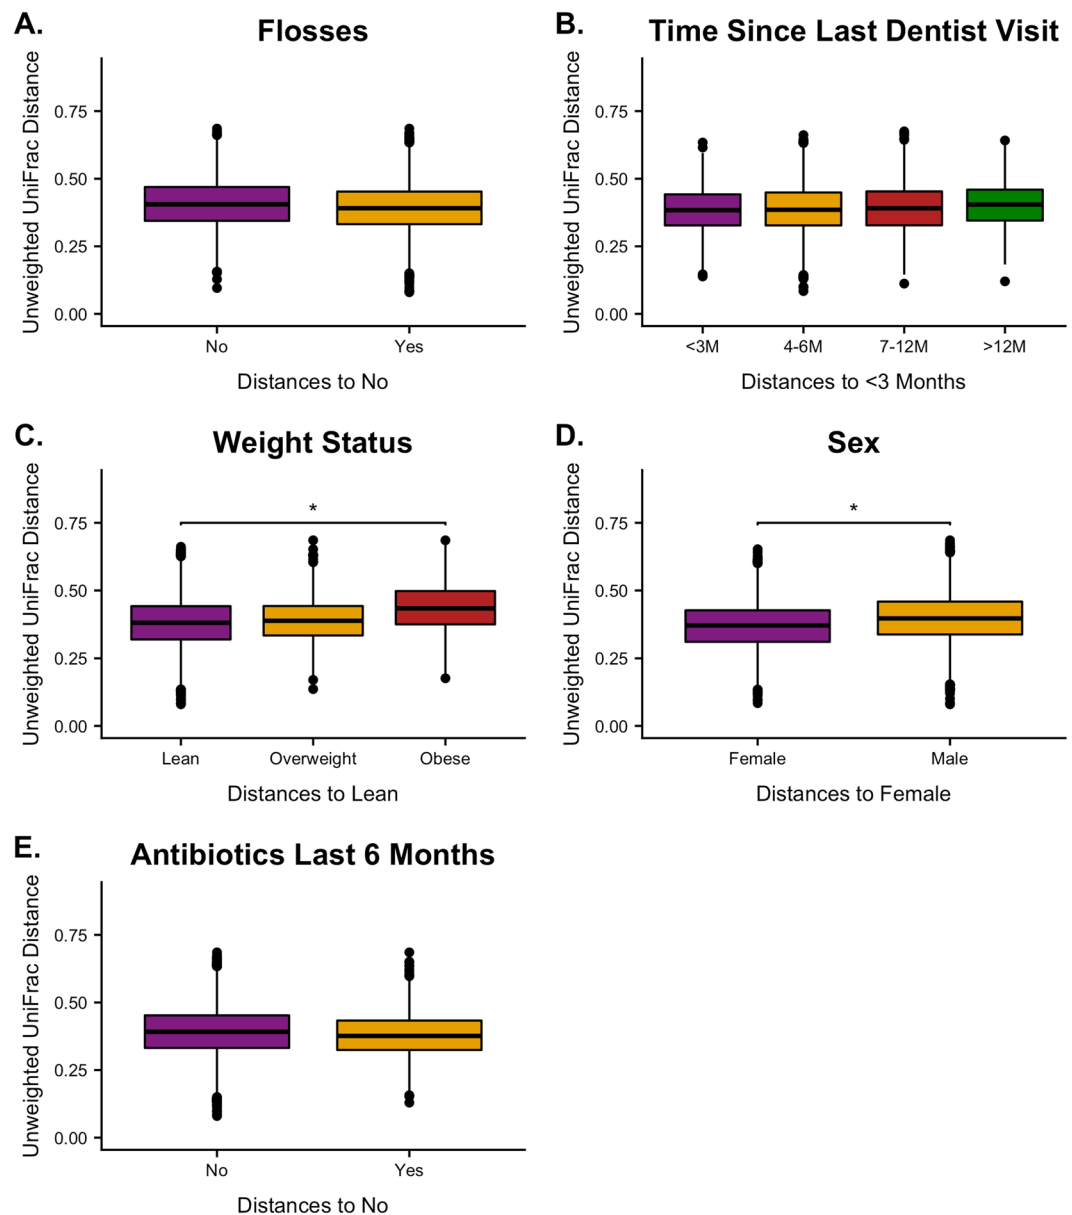 A.
Flosses
Unweighted UniFrac Distance
0.75
0.50
0.25
0.00
No Yes
Distances to No
B.
Time Since Last Dentist Visit
Unweighted UniFrac Distance
0.75
0.50
0.25
0.00
<3M 4-6M 7-12M >12M
Distances to <3 Months
C.
Weight Status
Unweighted UniFrac Distance
*
0.75
0.50
0.25
0.00
Lean Overweight Obese
Distances to Lean
D.
Sex
Unweighted UniFrac Distance
*
0.75
0.50
0.25
0.00
Female Male
Distances to Female
E.
Antibiotics Last 6 Months
Unweighted UniFrac Distance
0.75
0.50
0.25
0.00
No Yes
Distances to No